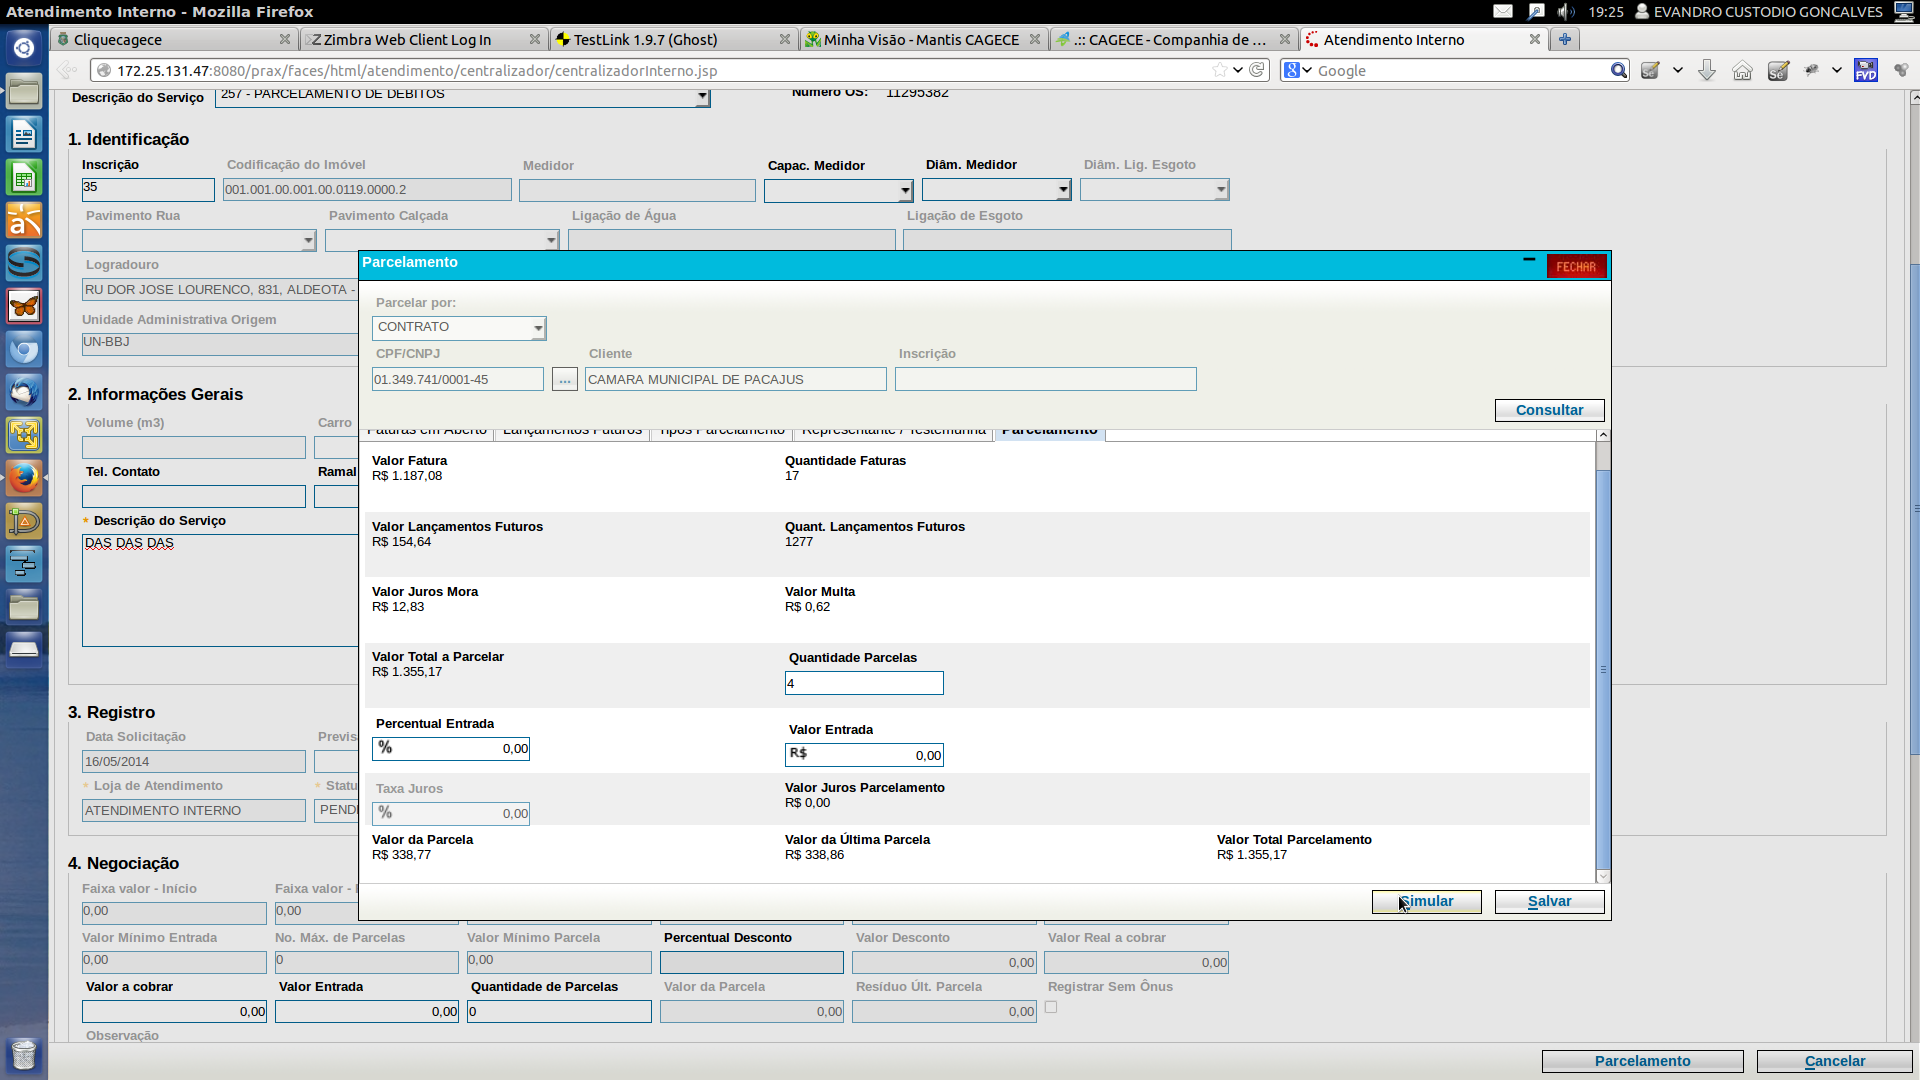 Atendimento Interno - Mozilla Firefox
19:25 EVANDRO CUSTODIO GONCALVES
Cliquecagece
Zimbra Web Client Log In
TestLink 1.9.7 (Ghost)
Minha Visão - Mantis CAGECE
.:: CAGECE - Companhia de ...
Atendimento Interno
172.25.131.47:8080/prax/faces/html/atendimento/centralizador/centralizadorInterno.jsp
Google
Descrição do Serviço 257 - PARCELAMENTO DE DEBITOS Número OS: 11295382
1. Identificação
Inscrição Codificação do Imóvel Medidor Capac. Medidor Diâm. Medidor Diâm. Lig. Esgoto
35 001.001.00.001.00.0119.0000.2
Pavimento Rua Pavimento Calçada Ligação de Água Ligação de Esgoto
Logradouro
RU DOR JOSE LOURENCO, 831, ALDEOTA -
Unidade Administrativa Origem
UN-BBJ
2. Informações Gerais
Volume (m3) Carro
Tel. Contato Ramal
* Descrição do Serviço
DAS DAS DAS
3. Registro
Data Solicitação Previs
16/05/2014
* Loja de Atendimento * Statu
ATENDIMENTO INTERNO PENDI
Parcelamento FECHAR
Parcelar por:
CONTRATO
CPF/CNPJ Cliente Inscrição
01.349.741/0001-45 ... CAMARA MUNICIPAL DE PACAJUS
Consultar
Faturas em Aberto Lançamentos Futuros Tipos Parcelamento Representante / Testemunha Parcelamento
Valor Fatura Quantidade Faturas
R$ 1.187,08 17
Valor Lançamentos Futuros Quant. Lançamentos Futuros
R$ 154,64 1277
Valor Juros Mora Valor Multa
R$ 12,83 R$ 0,62
Valor Total a Parcelar Quantidade Parcelas
R$ 1.355,17 4
Percentual Entrada Valor Entrada
% 0,00 R$ 0,00
Taxa Juros Valor Juros Parcelamento
% 0,00 R$ 0,00
Valor da Parcela Valor da Última Parcela Valor Total Parcelamento
R$ 338,77 R$ 338,86 R$ 1.355,17
Simular Salvar
4. Negociação
Faixa valor - Início Faixa valor -
0,00 0,00
Valor Mínimo Entrada No. Máx. de Parcelas Valor Mínimo Parcela Percentual Desconto Valor Desconto Valor Real a cobrar
0,00 0 0,00 0,00 0,00
Valor a cobrar Valor Entrada Quantidade de Parcelas Valor da Parcela Resíduo Últ. Parcela Registrar Sem Ônus
0,00 0,00 0 0,00 0,00
Observação
Parcelamento Cancelar